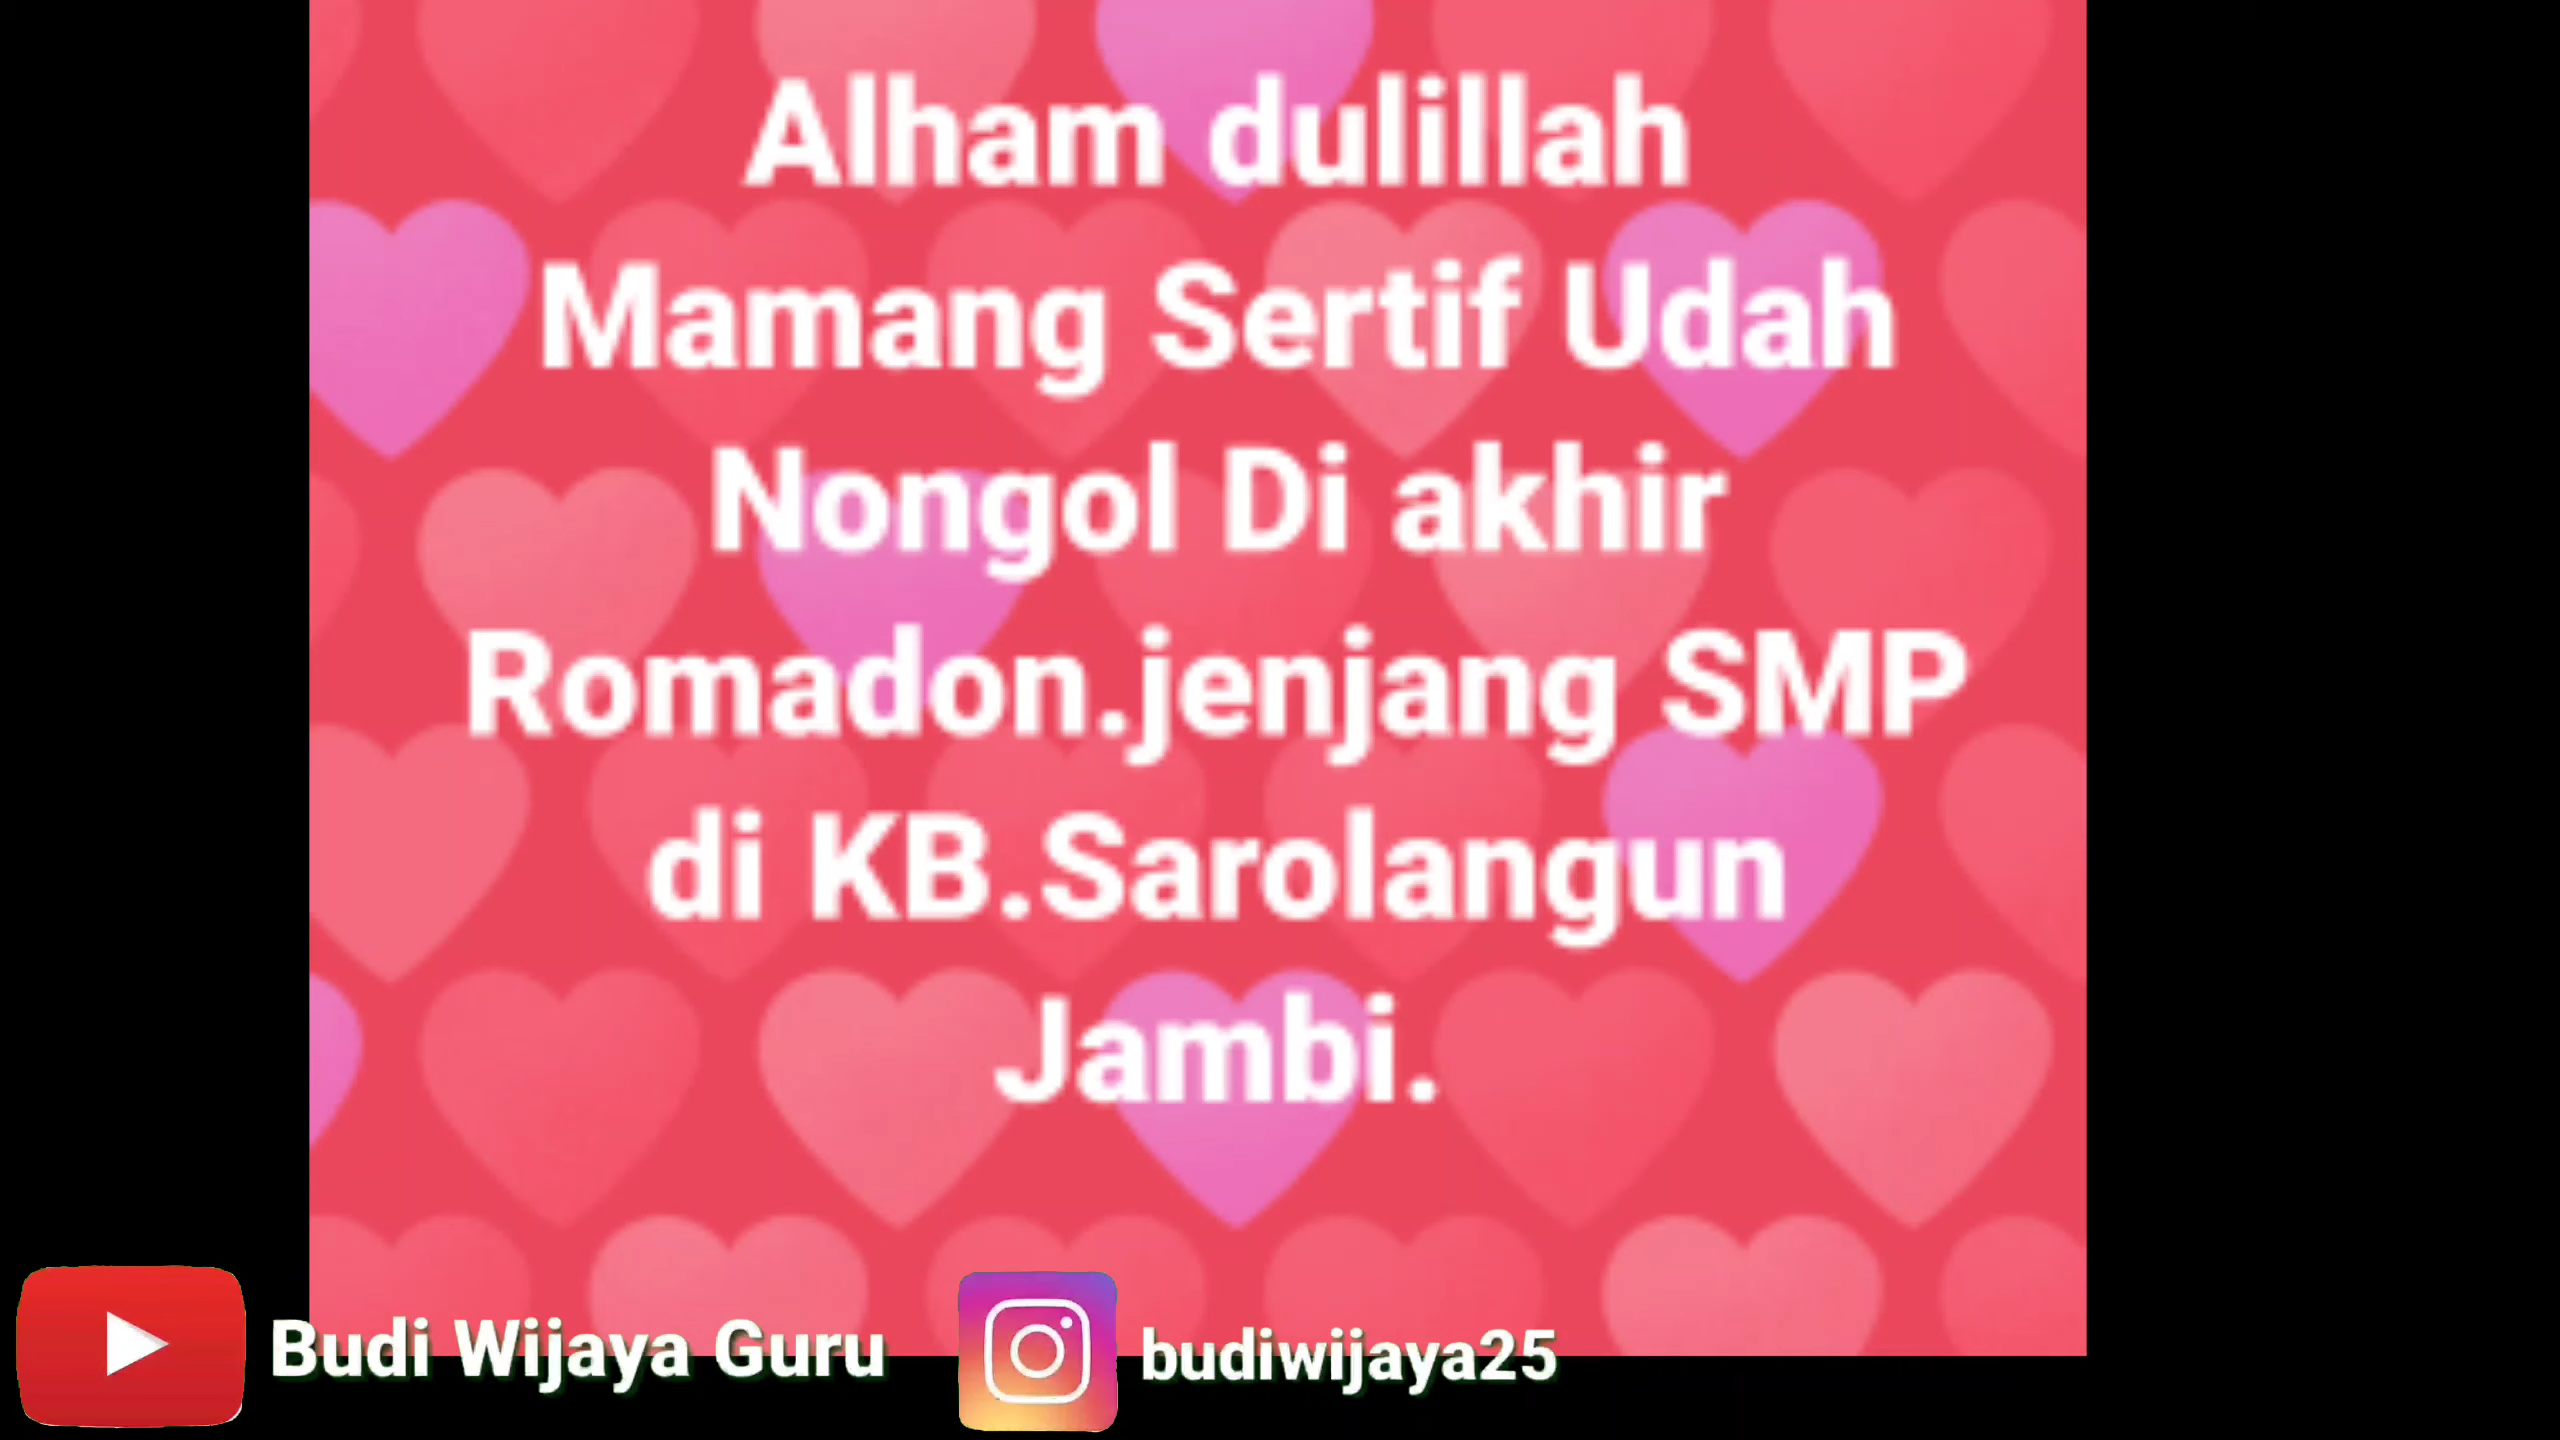 Alham dulillah
Mamang Sertif Udah
Nongol Di akhir
Romadon.jenjang SMP
di KB.Sarolangun
Jambi.
Budi Wijaya Guru
budiwijaya25